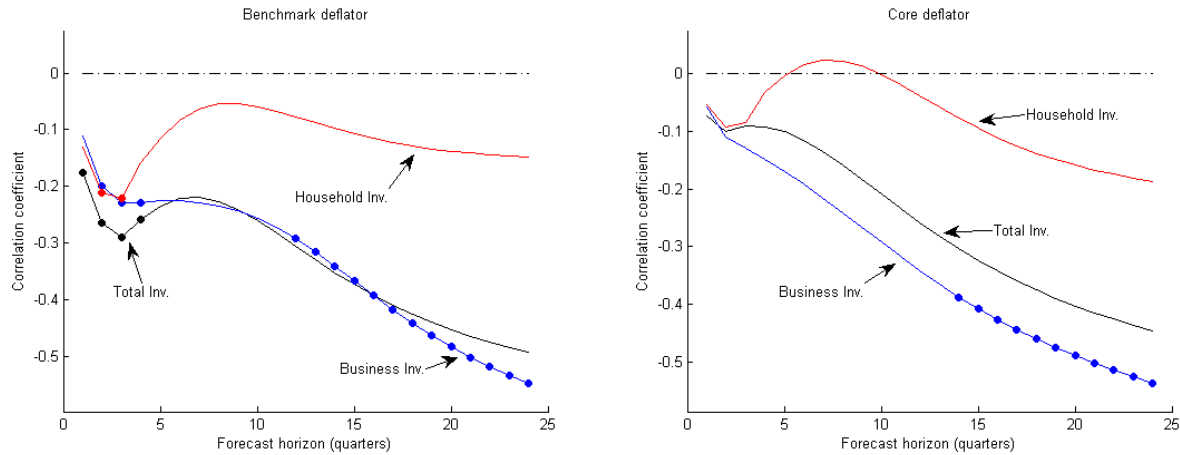 Benchmark deflator
Correlation coefficient
0
-0.1
-0.2
-0.3
-0.4
-0.5
Household Inv.
Total Inv.
Business Inv.
0 5 10 15 20 25
Forecast horizon (quarters)
Core deflator
Correlation coefficient
0
-0.1
-0.2
-0.3
-0.4
-0.5
Household Inv.
Total Inv.
Business Inv.
0 5 10 15 20 25
Forecast horizon (quarters)